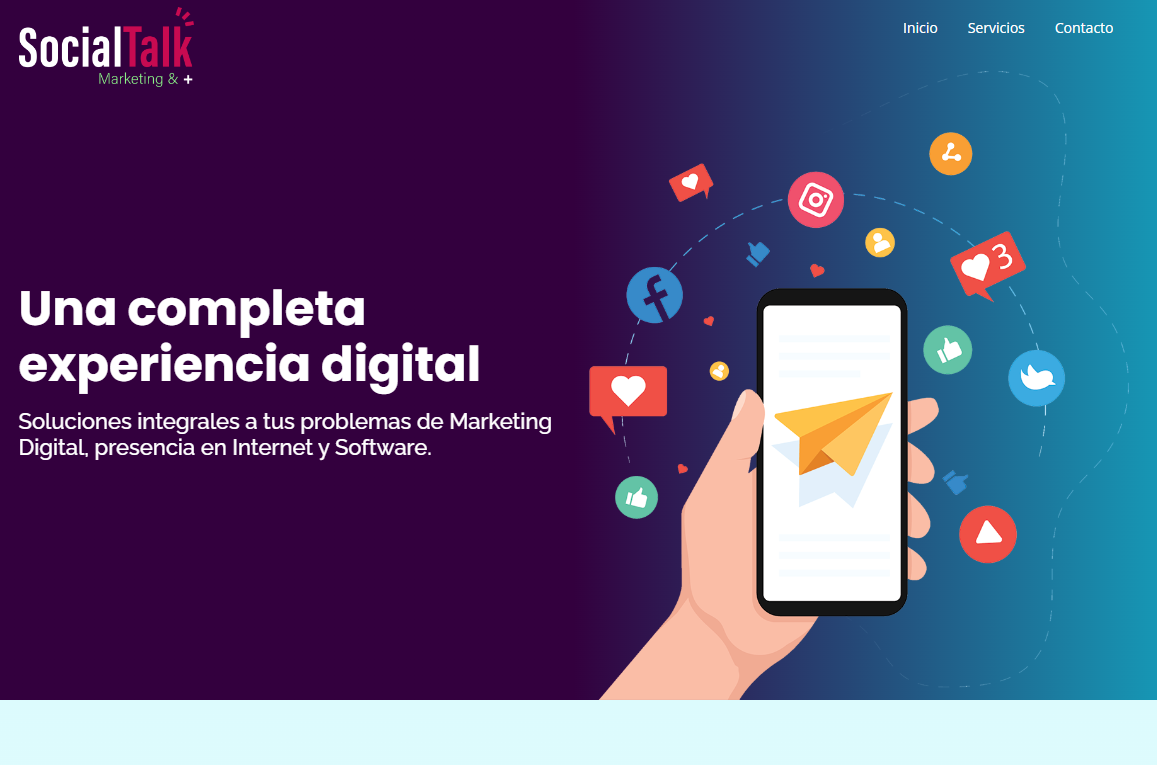 SocialTalk
Marketing & +
Inicio Servicios Contacto
Una completa
experiencia digital
Soluciones integrales a tus problemas de Marketing
Digital, presencia en Internet y Software.
3